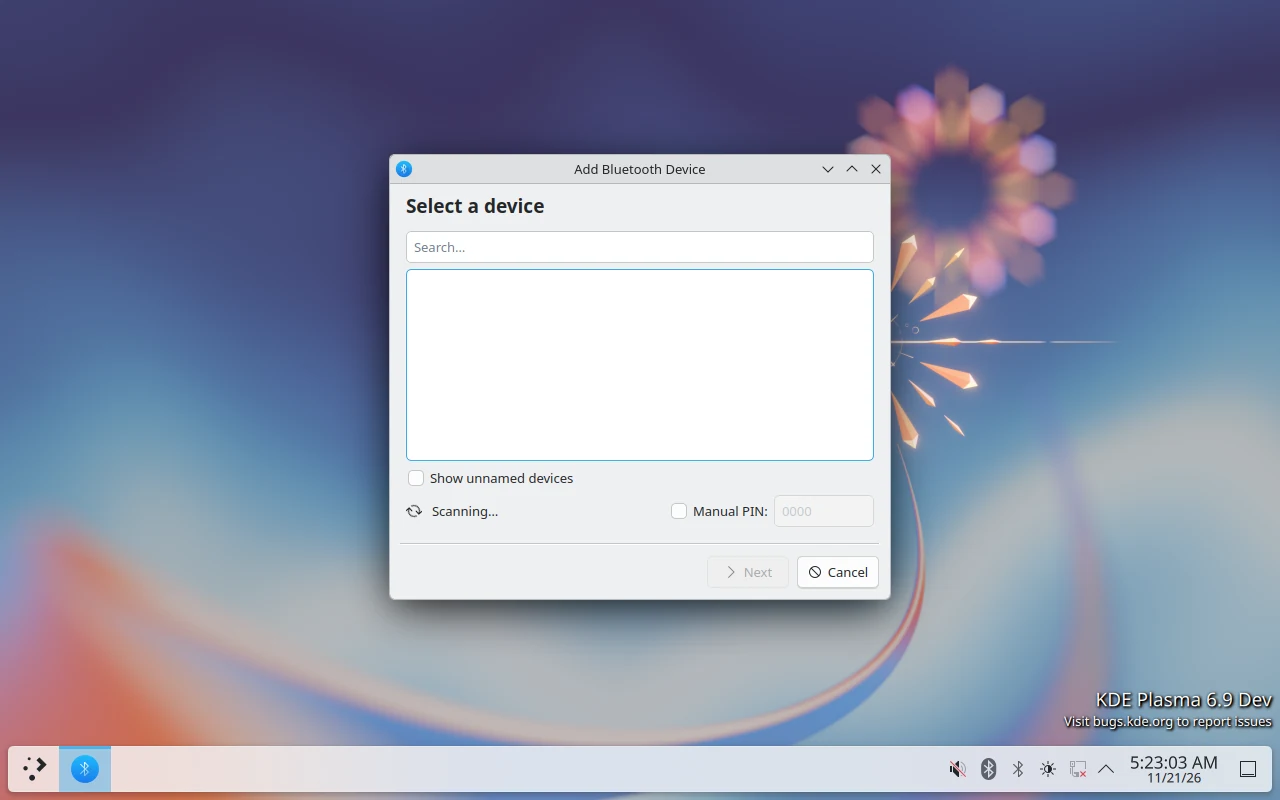 Add Bluetooth Device
Select a device
Search...
Show unnamed devices
Scanning...
Manual PIN:
0000
Next
Cancel
KDE Plasma 6.9 Dev
Visit bugs.kde.org to report issues
5:23:03 AM
11/21/26